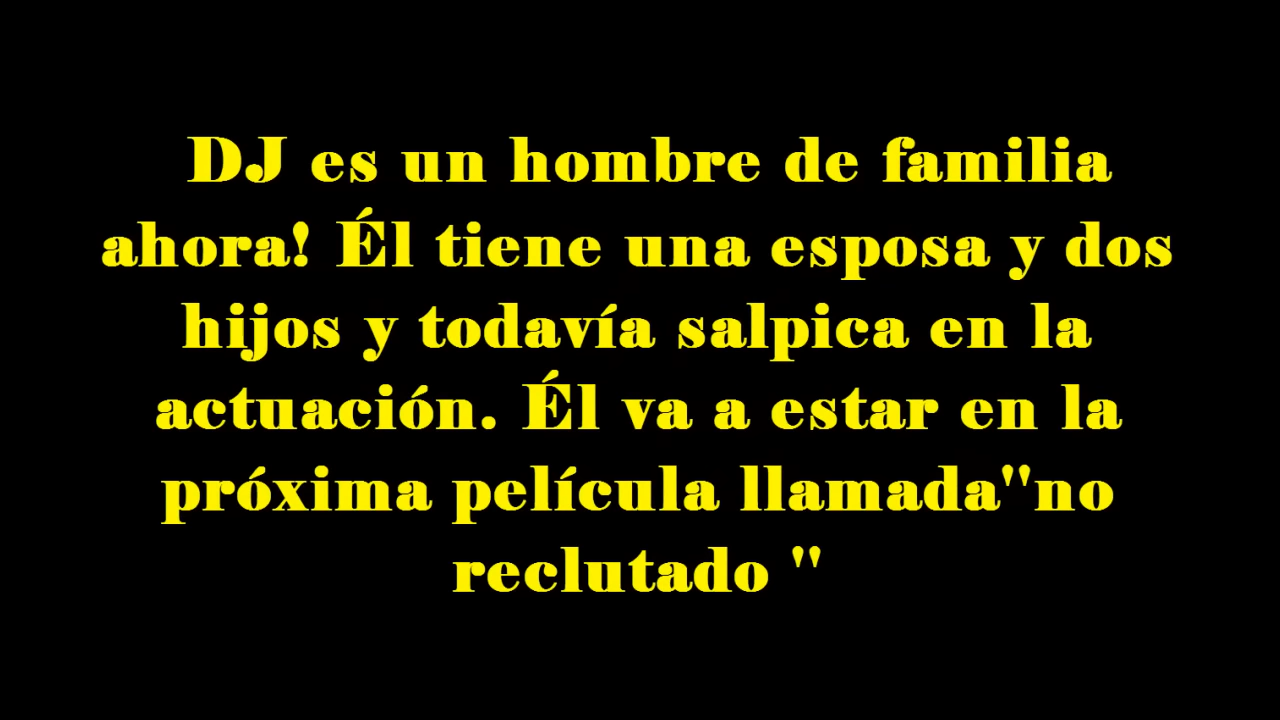 DJ es un hombre de familia
ahora! Él tiene una esposa y dos
hijos y todavía salpica en la
actuación. Él va a estar en la
próxima película llamada"no
reclutado "